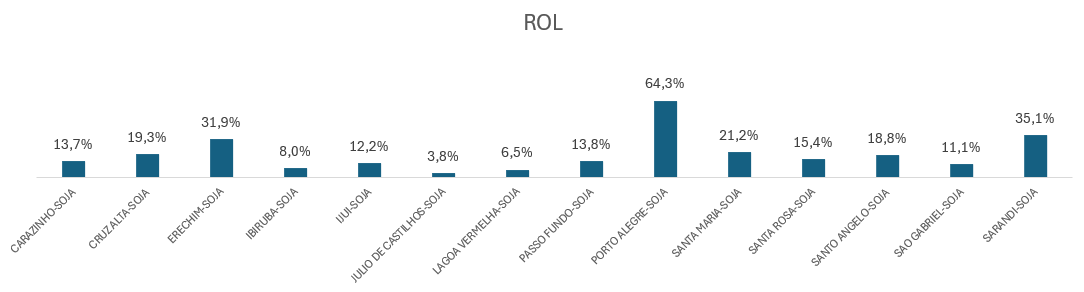 ROL
13,7%
19,3%
31,9%
8,0%
12,2%
3,8%
6,5%
13,8%
64,3%
21,2%
15,4%
18,8%
11,1%
35,1%
CARAZINHO-SOJA
CRUZ ALTA-SOJA
ERECHIM-SOJA
IBIRUBA-SOJA
IJUI-SOJA
JULIO DE CASTILHOS-SOJA
LAGOA VERMELHA-SOJA
PASSO FUNDO-SOJA
PORTO ALEGRE-SOJA
SANTA MARIA-SOJA
SANTA ROSA-SOJA
SANTO ANGELO-SOJA
SAO GABRIEL-SOJA
SARANDI-SOJA